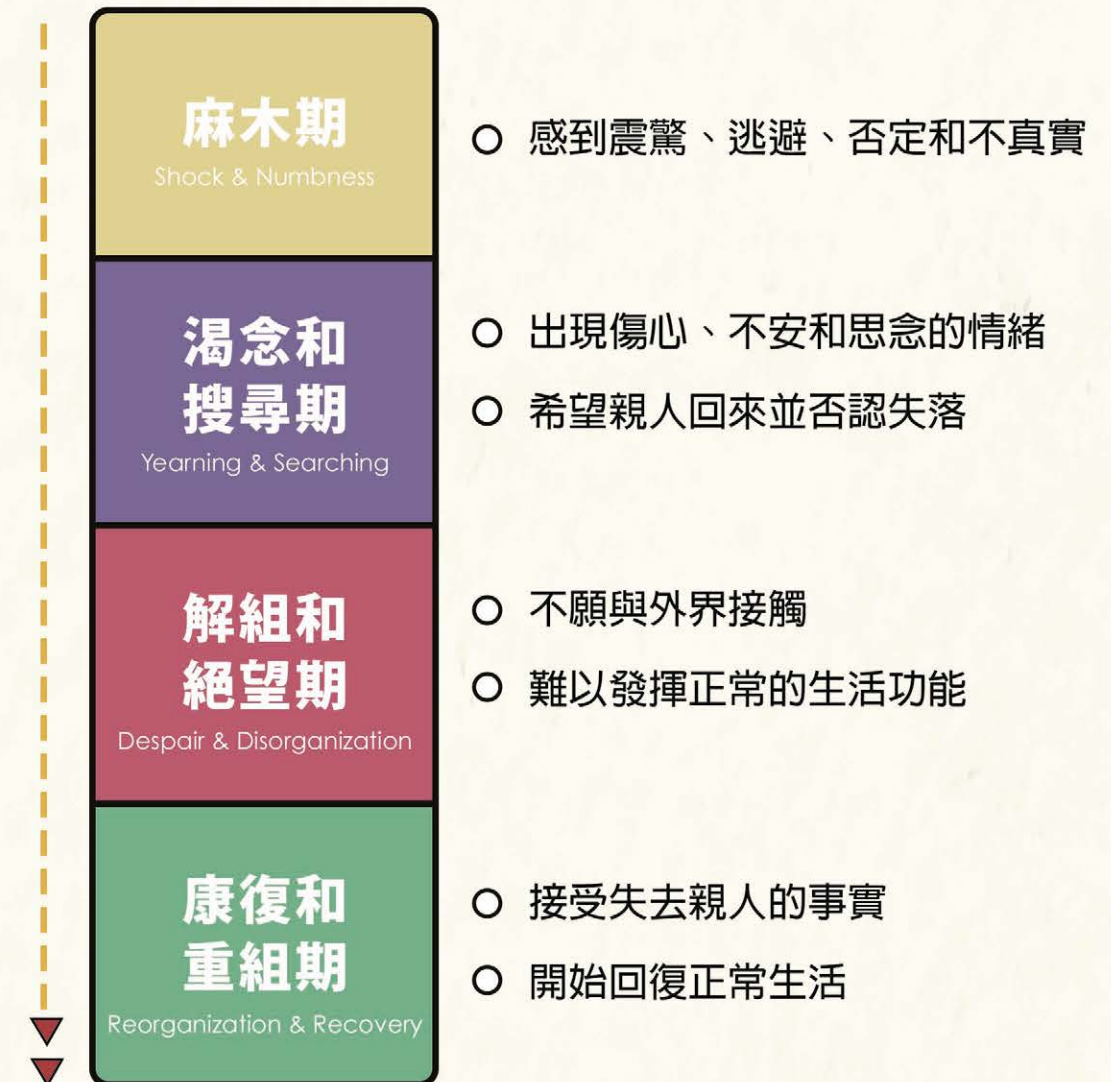 麻木期
Shock & Numbness
○ 感到震驚、逃避、否定和不真實
渴念和
搜尋期
Yearning & Searching
○ 出現傷心、不安和思念的情緒
○ 希望親人回來並否認失落
解組和
絕望期
Despair & Disorganization
○ 不願與外界接觸
○ 難以發揮正常的生活功能
康復和
重組期
Reorganization & Recovery
○ 接受失去親人的事實
○ 開始回復正常生活